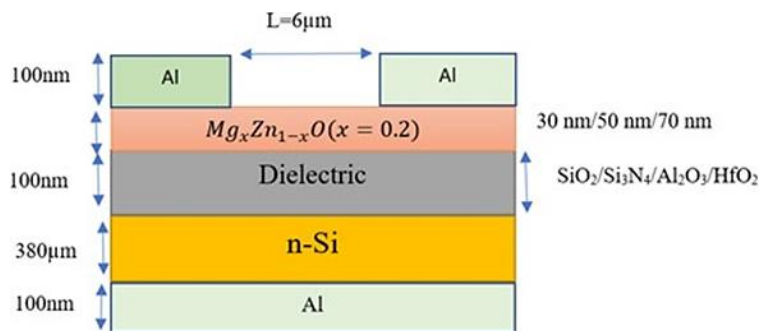 L=6µm
100nm
Al
Al
MgₓZn₁₋ₓO(x = 0.2)
30 nm/50 nm/70 nm
100nm
Dielectric
SiO₂/Si₃N₄/Al₂O₃/HfO₂
380µm
n-Si
100nm
Al